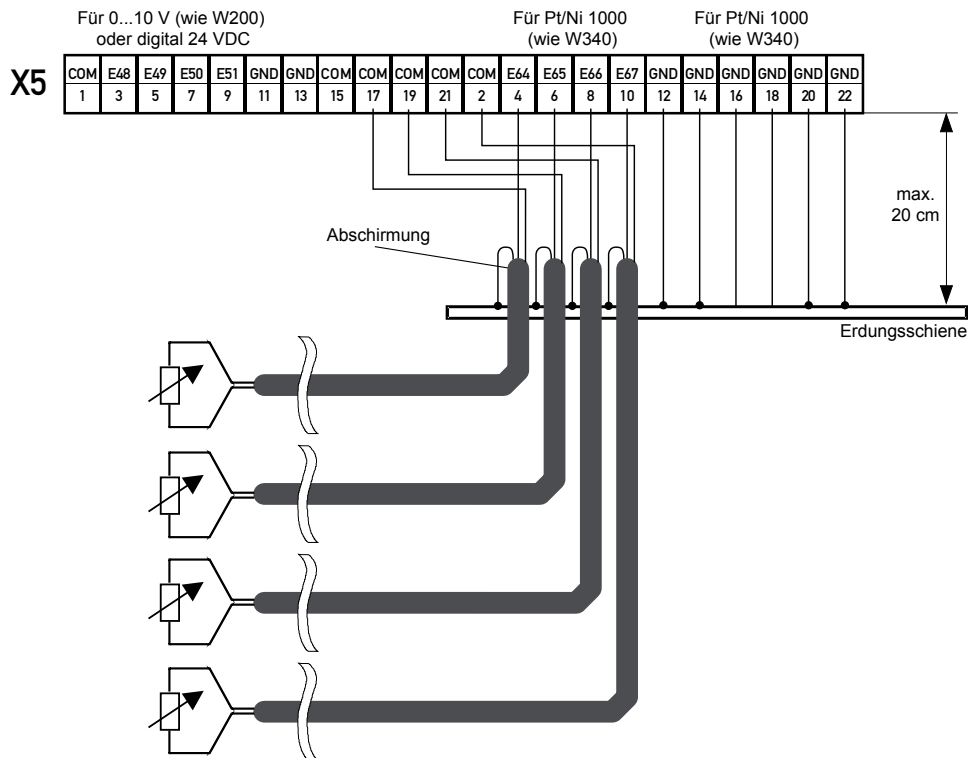 Für 0...10 V (wie W200)
oder digital 24 VDC
Für Pt/Ni 1000
(wie W340)
Für Pt/Ni 1000
(wie W340)
X5
COM E48 E49 E50 E51 GND GND COM COM COM COM COM E64 E65 E66 E67 GND GND GND GND GND GND
1 3 5 7 9 11 13 15 17 19 21 2 4 6 8 10 12 14 16 18 20 22
max.
20 cm
Abschirmung
Erdungsschiene